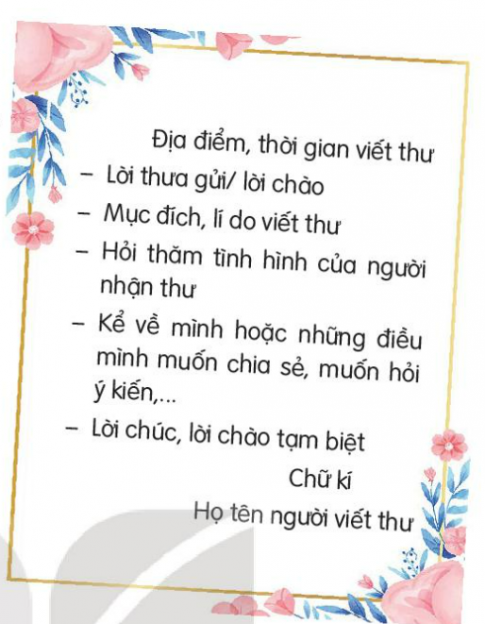 Địa điểm, thời gian viết thư
– Lời thưa gửi/ lời chào
– Mục đích, lí do viết thư
– Hỏi thăm tình hình của người
nhận thư
– Kể về mình hoặc những điều
mình muốn chia sẻ, muốn hỏi
ý kiến,...
– Lời chúc, lời chào tạm biệt
Chữ kí
Họ tên người viết thư